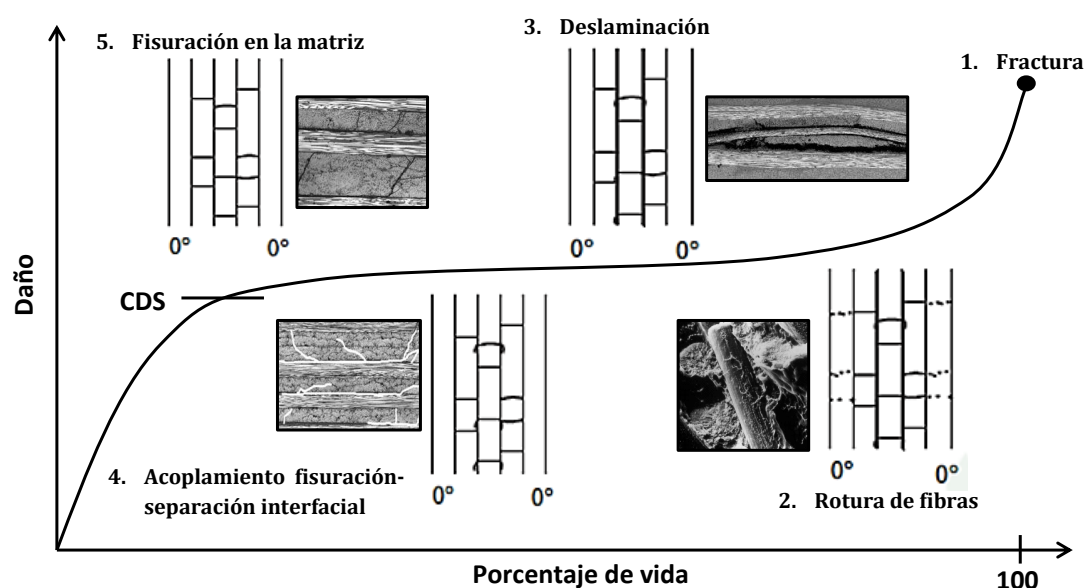 5. Fisuración en la matriz
3. Deslaminación
1. Fractura
0°
0°
0°
0°
Daño
CDS
4. Acoplamiento fisuración-
separación interfacial
0°
0°
0°
0°
2. Rotura de fibras
Porcentaje de vida
100